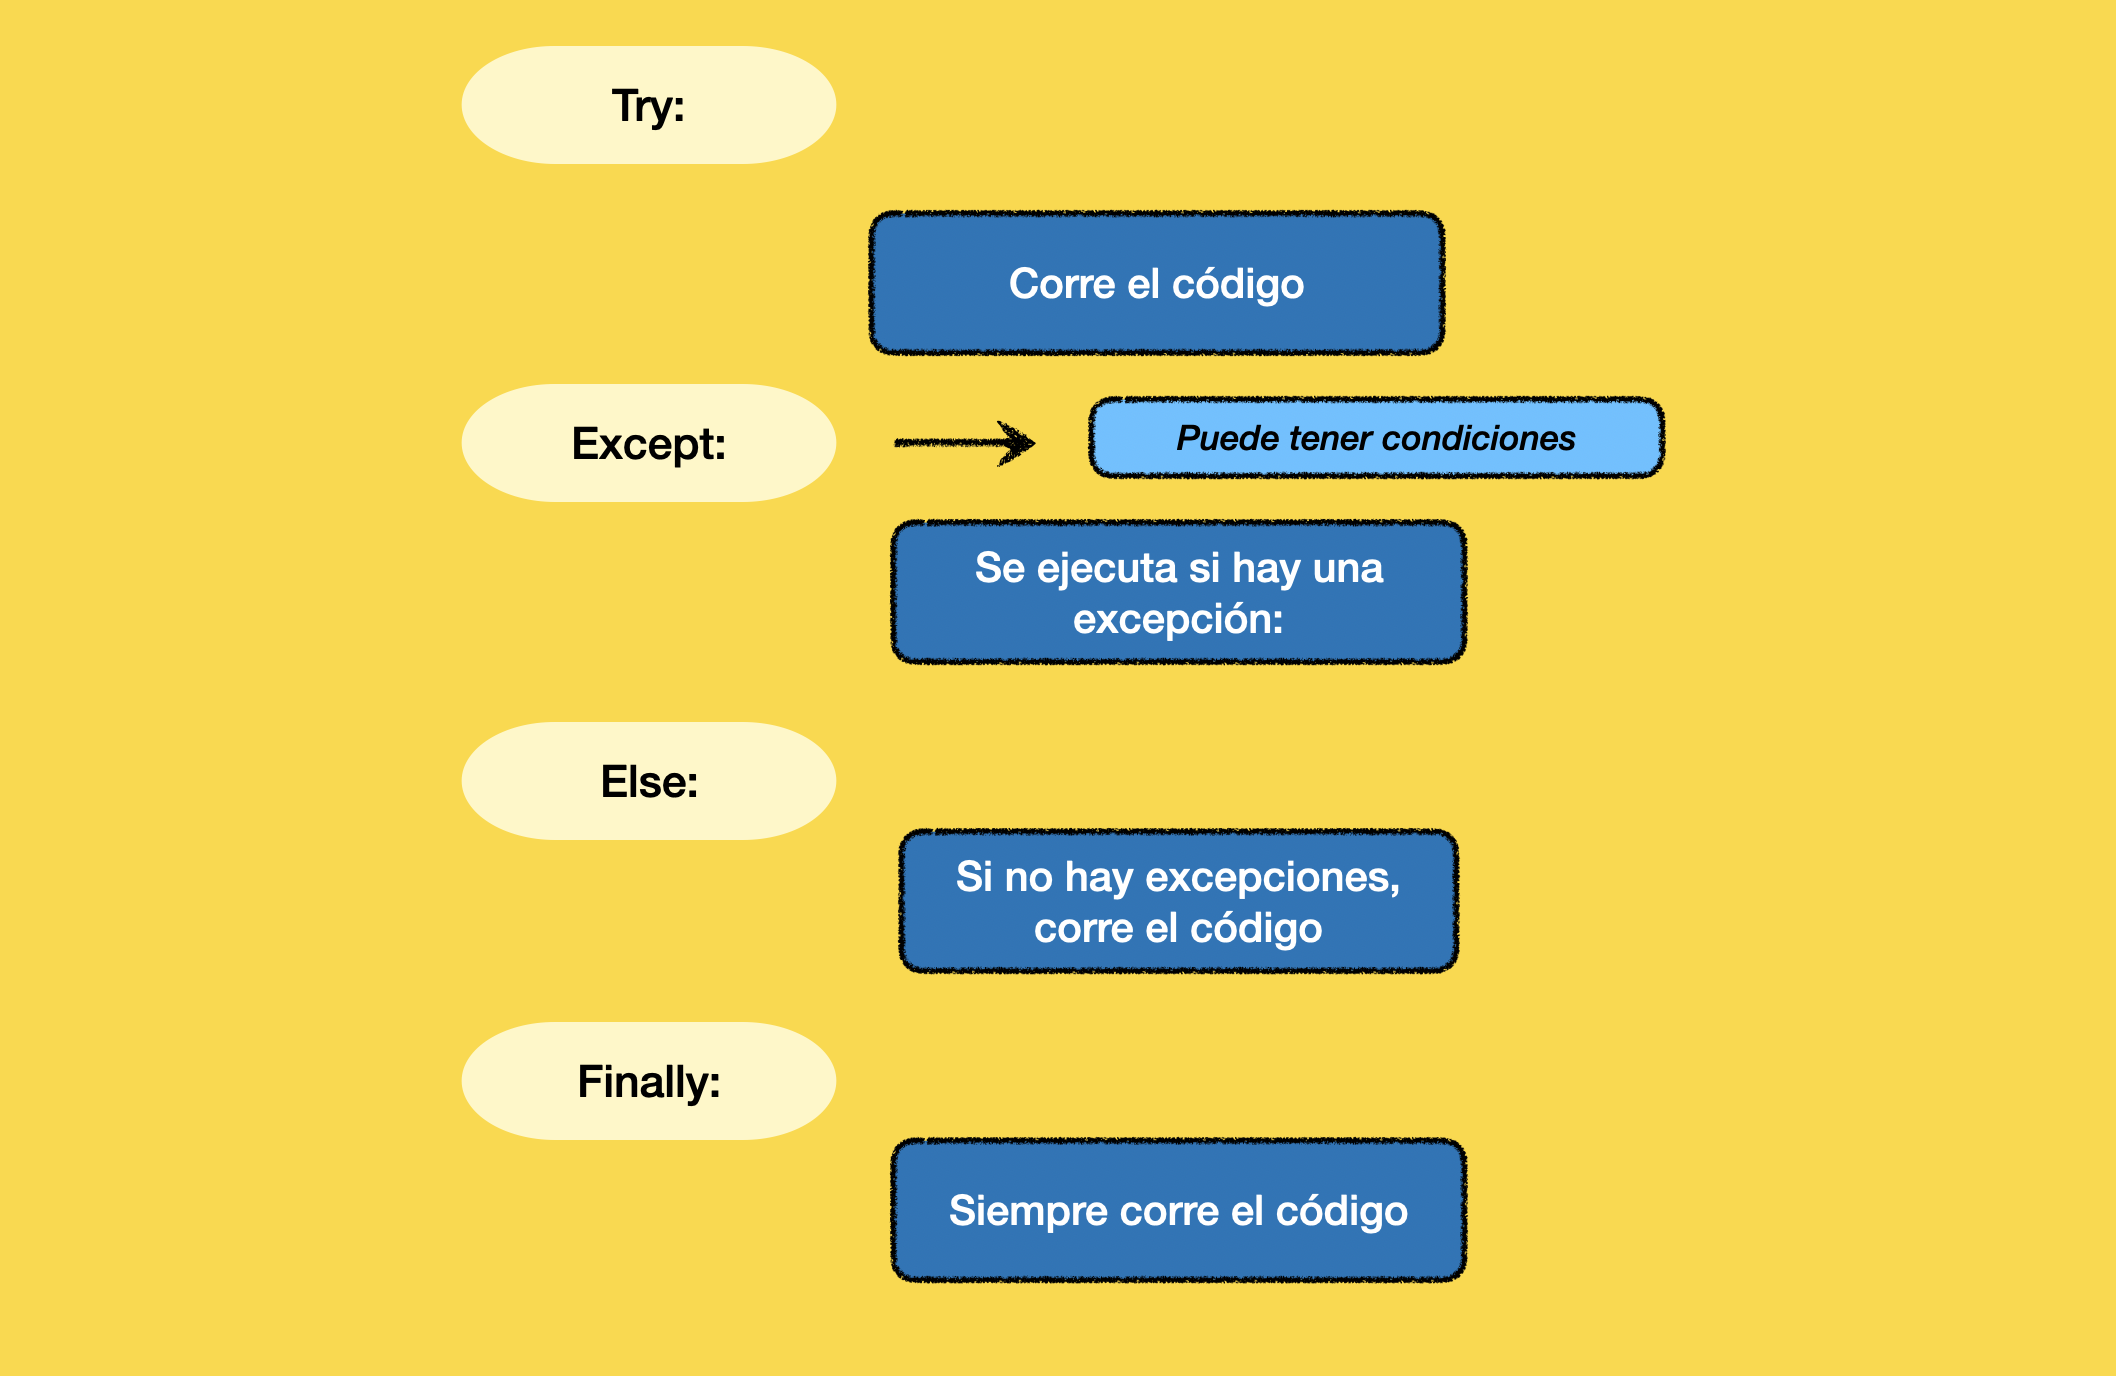 Try:
Corre el código
Except:
Puede tener condiciones
Se ejecuta si hay una
excepción:
Else:
Si no hay excepciones,
corre el código
Finally:
Siempre corre el código